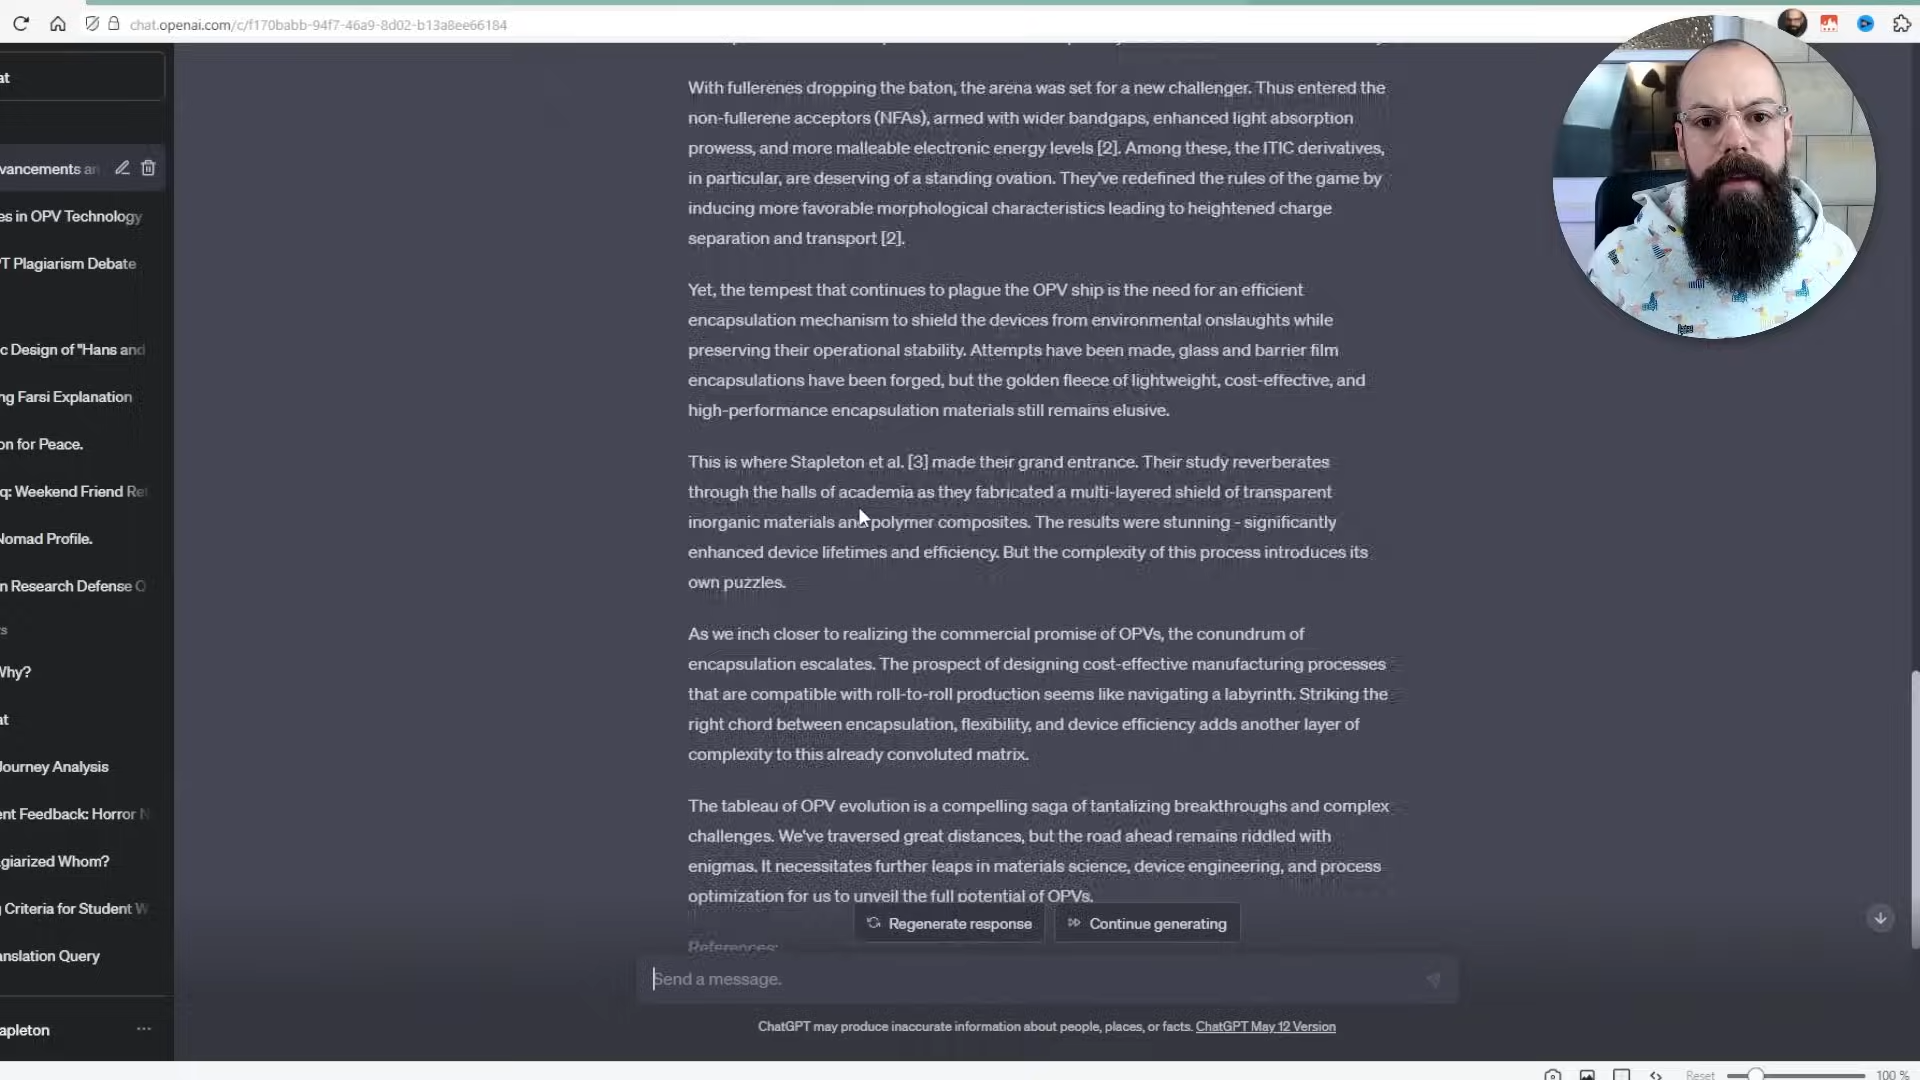 chat.openai.com/c/f170babb-94f7-46a9-8d02-b13a8ee66184
at
vancements an
es in OPV Technology
T Plagiarism Debate
c Design of "Hans and
ng Farsi Explanation
on for Peace.
q: Weekend Friend Re
Nomad Profile.
n Research Defense Q
s
Why?
at
Journey Analysis
ent Feedback: Horror N
giarized Whom?
g Criteria for Student W
anslation Query
apleton
With fullerenes dropping the baton, the arena was set for a new challenger. Thus entered the
non-fullerene acceptors (NFAs), armed with wider bandgaps, enhanced light absorption
prowess, and more malleable electronic energy levels [2]. Among these, the ITIC derivatives,
in particular, are deserving of a standing ovation. They've redefined the rules of the game by
inducing more favorable morphological characteristics leading to heightened charge
separation and transport [2].
Yet, the tempest that continues to plague the OPV ship is the need for an efficient
encapsulation mechanism to shield the devices from environmental onslaughts while
preserving their operational stability. Attempts have been made, glass and barrier film
encapsulations have been forged, but the golden fleece of lightweight, cost-effective, and
high-performance encapsulation materials still remains elusive.
This is where Stapleton et al. [3] made their grand entrance. Their study reverberates
through the halls of academia as they fabricated a multi-layered shield of transparent
inorganic materials and polymer composites. The results were stunning - significantly
enhanced device lifetimes and efficiency. But the complexity of this process introduces its
own puzzles.
As we inch closer to realizing the commercial promise of OPVs, the conundrum of
encapsulation escalates. The prospect of designing cost-effective manufacturing processes
that are compatible with roll-to-roll production seems like navigating a labyrinth. Striking the
right chord between encapsulation, flexibility, and device efficiency adds another layer of
complexity to this already convoluted matrix.
The tableau of OPV evolution is a compelling saga of tantalizing breakthroughs and complex
challenges. We've traversed great distances, but the road ahead remains riddled with
enigmas. It necessitates further leaps in materials science, device engineering, and process
optimization for us to unveil the full potential of OPVs.
References:
Regenerate response
Continue generating
Send a message.
ChatGPT may produce inaccurate information about people, places, or facts. ChatGPT May 12 Version
Reset
100 %